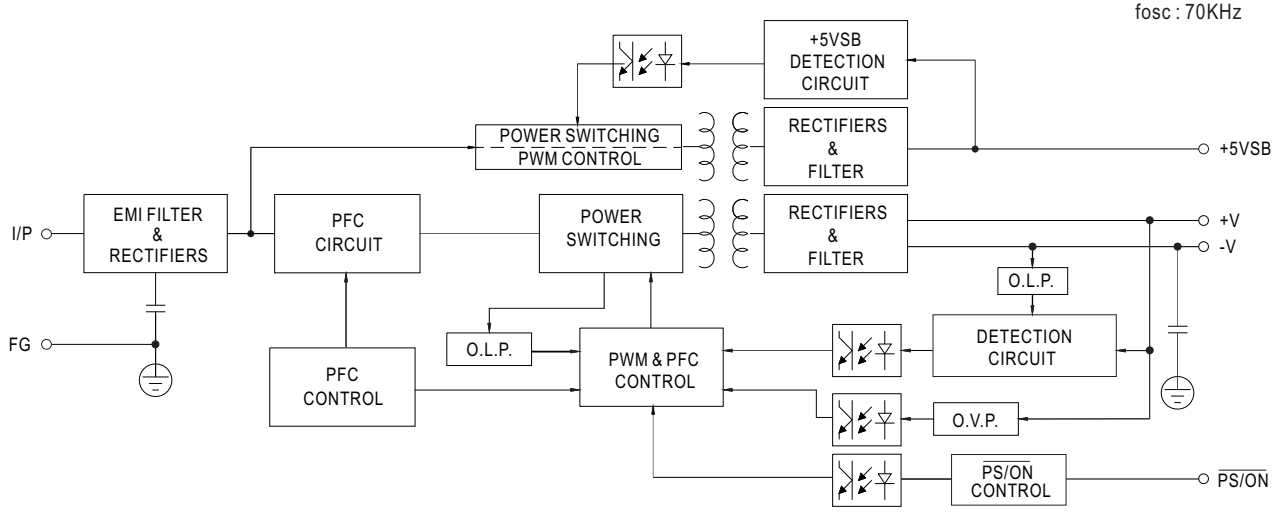 fosc : 70KHz
+5VSB
DETECTION
CIRCUIT
POWER SWITCHING
PWM CONTROL
RECTIFIERS
&
FILTER
+5VSB
I/P
EMI FILTER
&
RECTIFIERS
PFC
CIRCUIT
POWER
SWITCHING
RECTIFIERS
&
FILTER
+V
-V
O.L.P.
FG
O.L.P.
PFC
CONTROL
PWM & PFC
CONTROL
DETECTION
CIRCUIT
O.V.P.
PS/ON
CONTROL
PS/ON